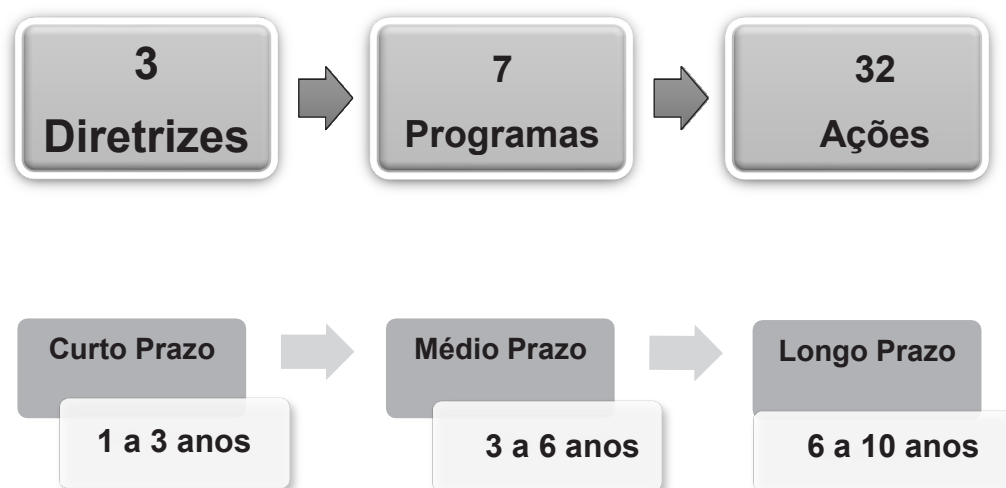 3
Diretrizes
7
Programas
32
Ações
Curto Prazo
1 a 3 anos
Médio Prazo
3 a 6 anos
Longo Prazo
6 a 10 anos